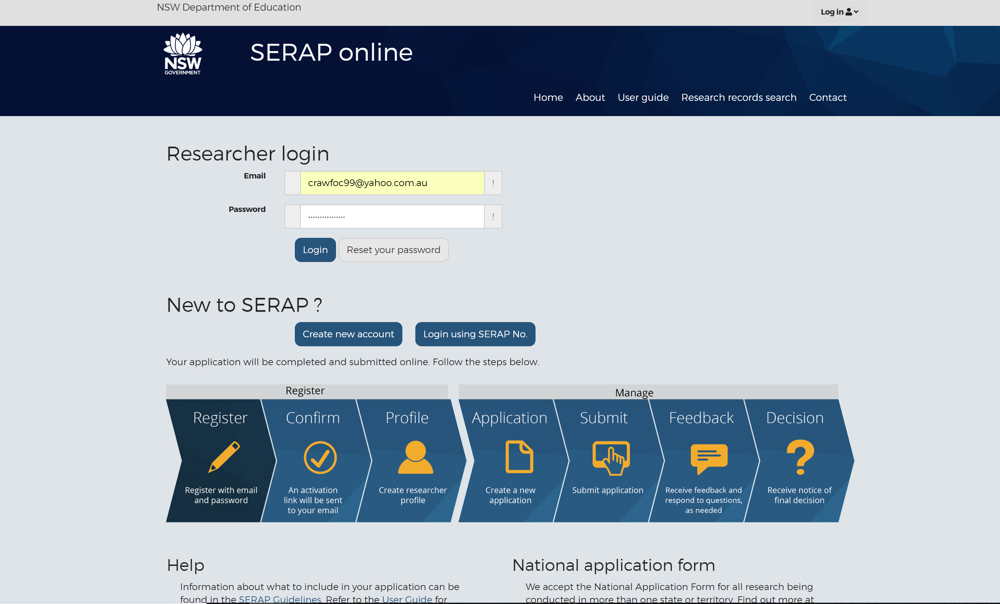 NSW Department of Education
Log in
NSW
GOVERNMENT
SERAP online
Home About User guide Research records search Contact
Researcher login
Email
crawfoc99@yahoo.com.au
!
Password
................
!
Login
Reset your password
New to SERAP ?
Create new account
Login using SERAP No.
Your application will be completed and submitted online. Follow the steps below.
Register
Manage
Register
Register with email
and password
Confirm
An activation
link will be sent
to your email
Profile
Create researcher
profile
Application
Create a new
application
Submit
Submit application
Feedback
Receive feedback and
respond to questions,
as needed
Decision
Receive notice of
final decision
Help
Information about what to include in your application can be
found in the SERAP Guidelines. Refer to the User Guide for
National application form
We accept the National Application Form for all research being
conducted in more than one state or territory. Find out more at